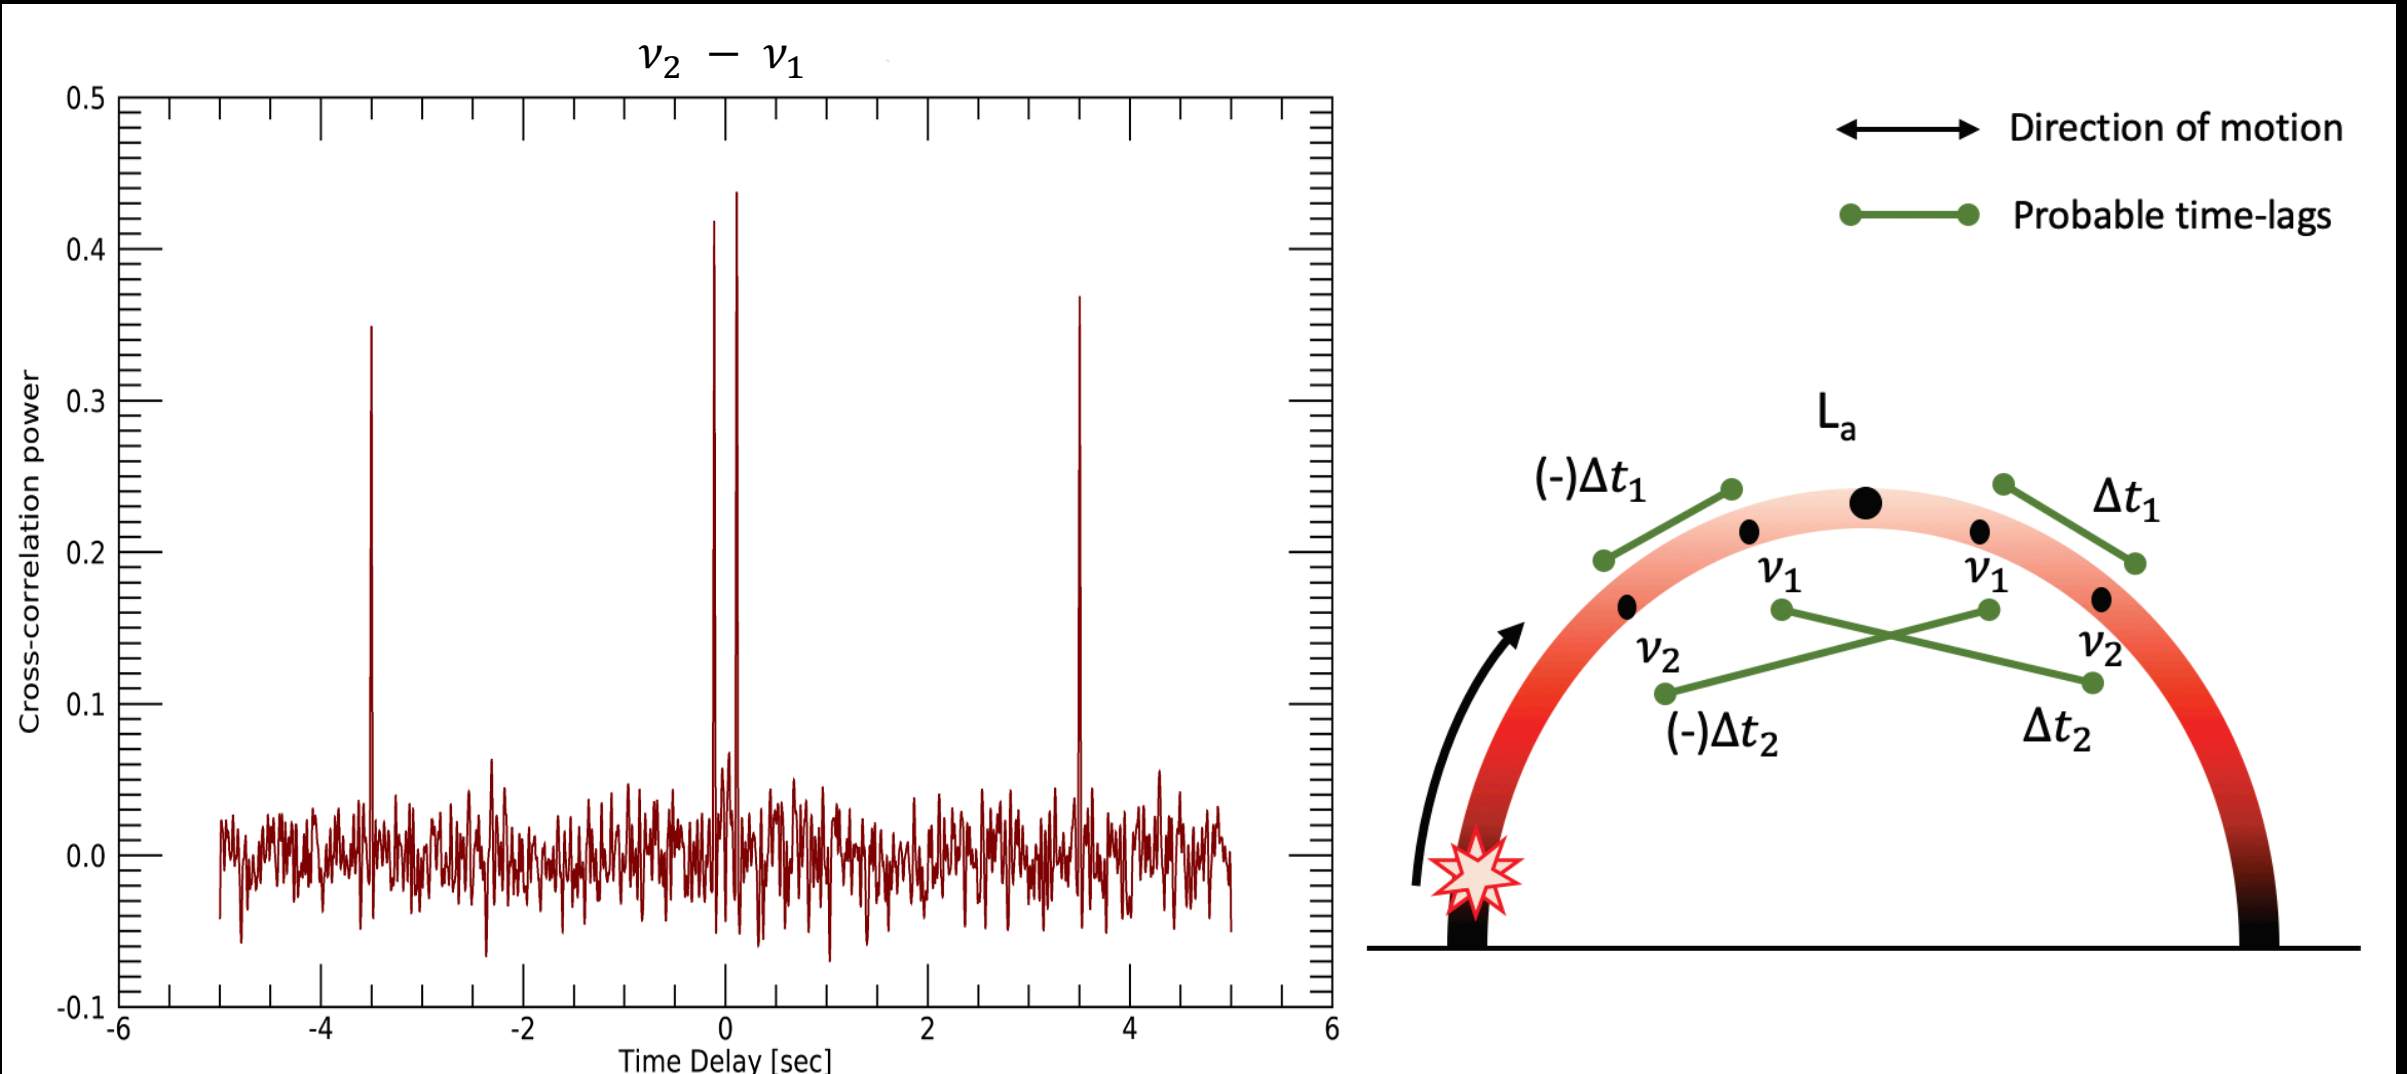 ν₂ − ν₁
0.5
0.4
0.3
0.2
0.1
0.0
-0.1
-6 -4 -2 0 2 4 6
Cross-correlation power
Time Delay [sec]
Direction of motion
Probable time-lags
Lₐ
(-)Δt₁
Δt₁
ν₁ ν₁
ν₂ ν₂
(-)Δt₂ Δt₂